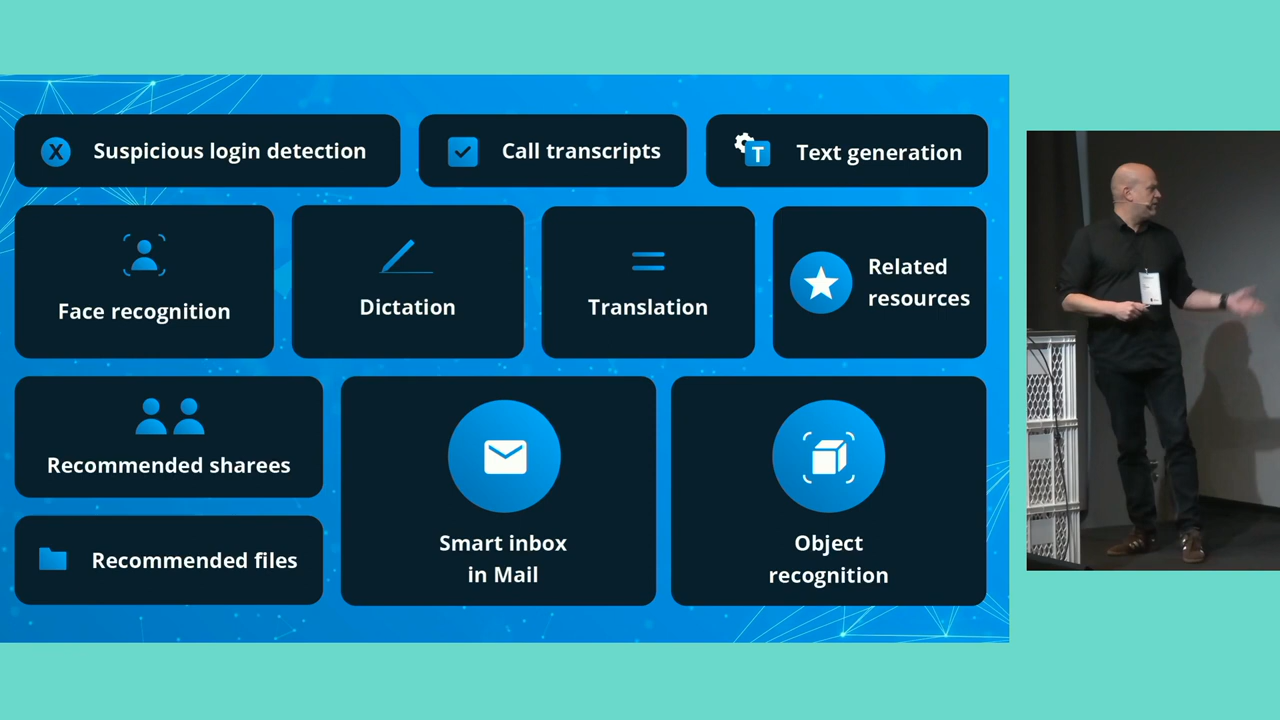 X Suspicious login detection
Call transcripts
T Text generation
Face recognition
Dictation
Translation
Related
resources
Recommended sharees
Recommended files
Smart inbox
in Mail
Object
recognition